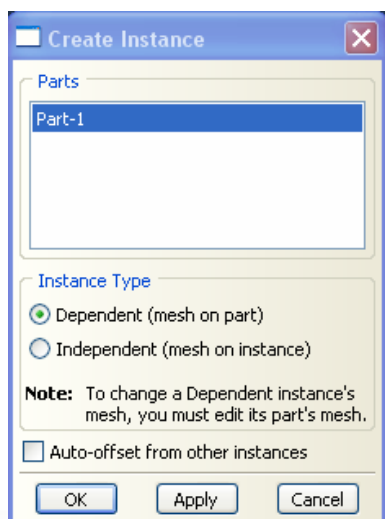 Create Instance
Parts
Part-1
Instance Type
Dependent (mesh on part)
Independent (mesh on instance)
Note: To change a Dependent instance's
mesh, you must edit its part's mesh.
Auto-offset from other instances
OK Apply Cancel